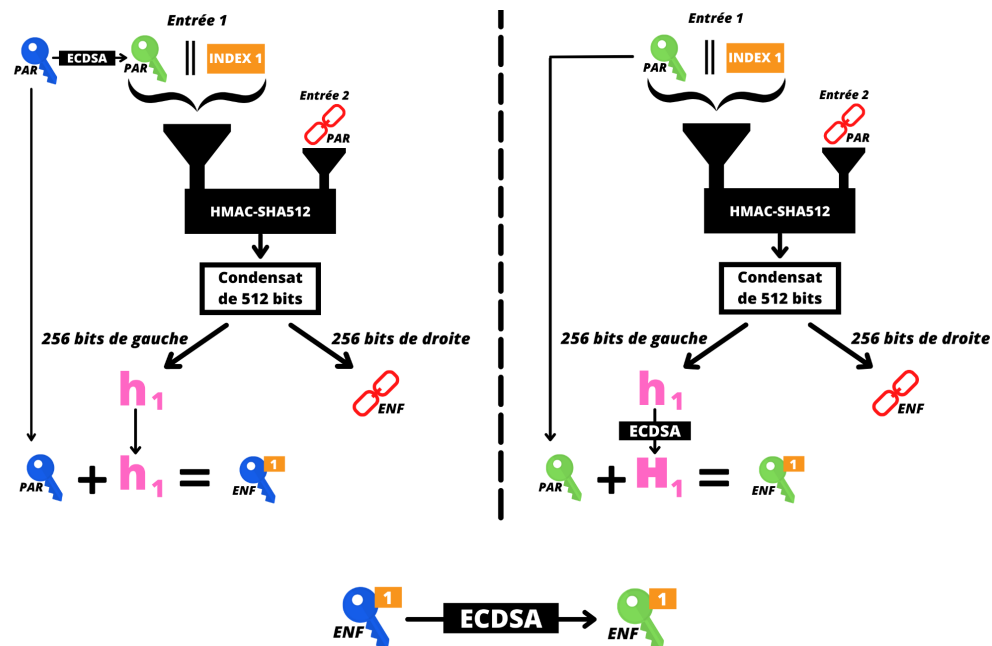 Entrée 1
PAR
ECDSA
PAR
||
INDEX 1
Entrée 2
PAR
HMAC-SHA512
Condensat
de 512 bits
256 bits de gauche
256 bits de droite
h1
ENF
PAR
+
h1
=
1
ENF
Entrée 1
PAR
||
INDEX 1
Entrée 2
PAR
HMAC-SHA512
Condensat
de 512 bits
256 bits de gauche
256 bits de droite
h1
ENF
ECDSA
PAR
+
H1
=
1
ENF
1
ENF
ECDSA
1
ENF